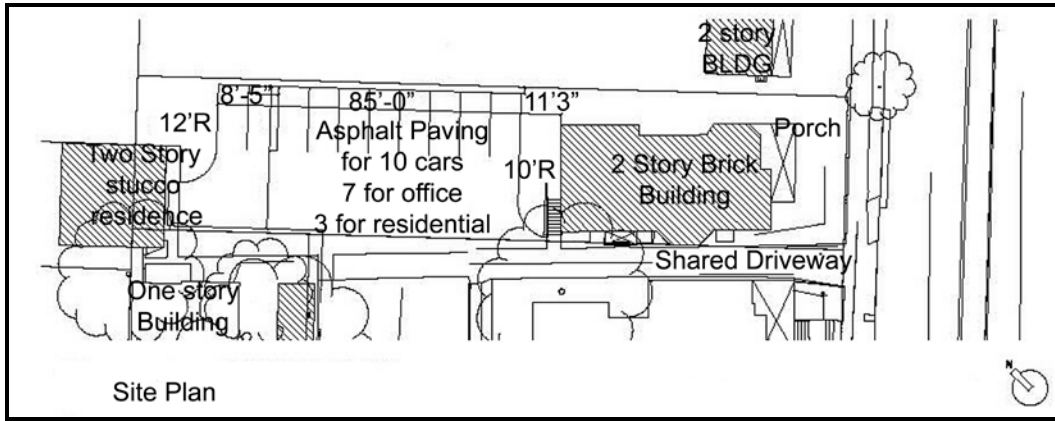 2 story
BLDG
8'-5"
85'-0"
11'3"
12'R
Asphalt Paving
for 10 cars
7 for office
3 for residential
Porch
Two Story
stucco
residence
10'R
2 Story Brick
Building
Shared Driveway
One story
Building
Site Plan
N